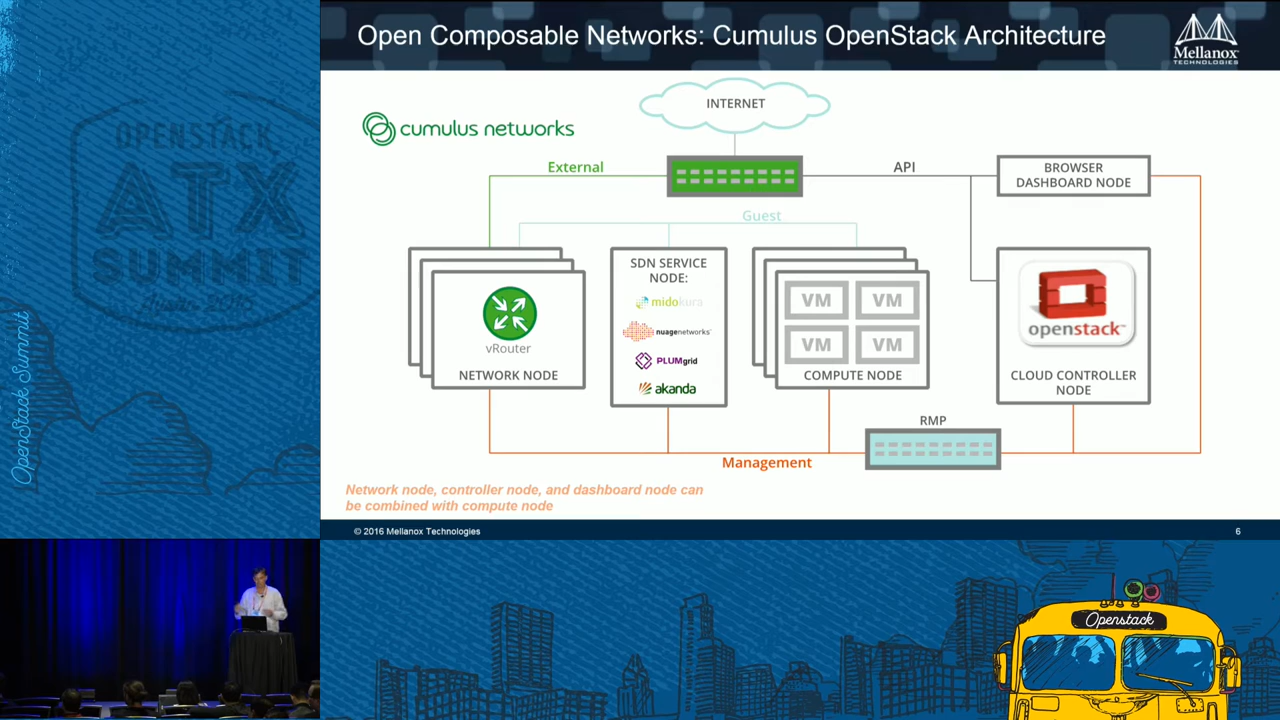 Open Composable Networks: Cumulus OpenStack Architecture
Mellanox
TECHNOLOGIES
INTERNET
cumulus networks
External
API
BROWSER
DASHBOARD NODE
Guest
vRouter
NETWORK NODE
SDN SERVICE
NODE:
midokura
nuagenetworks
PLUMgrid
akanda
VM VM
VM VM
COMPUTE NODE
openstack™
CLOUD CONTROLLER
NODE
RMP
Management
Network node, controller node, and dashboard node can
be combined with compute node
© 2016 Mellanox Technologies
6
OPENSTACK
ATX
SUMMIT
Austin
OpenStack Summit
Openstack